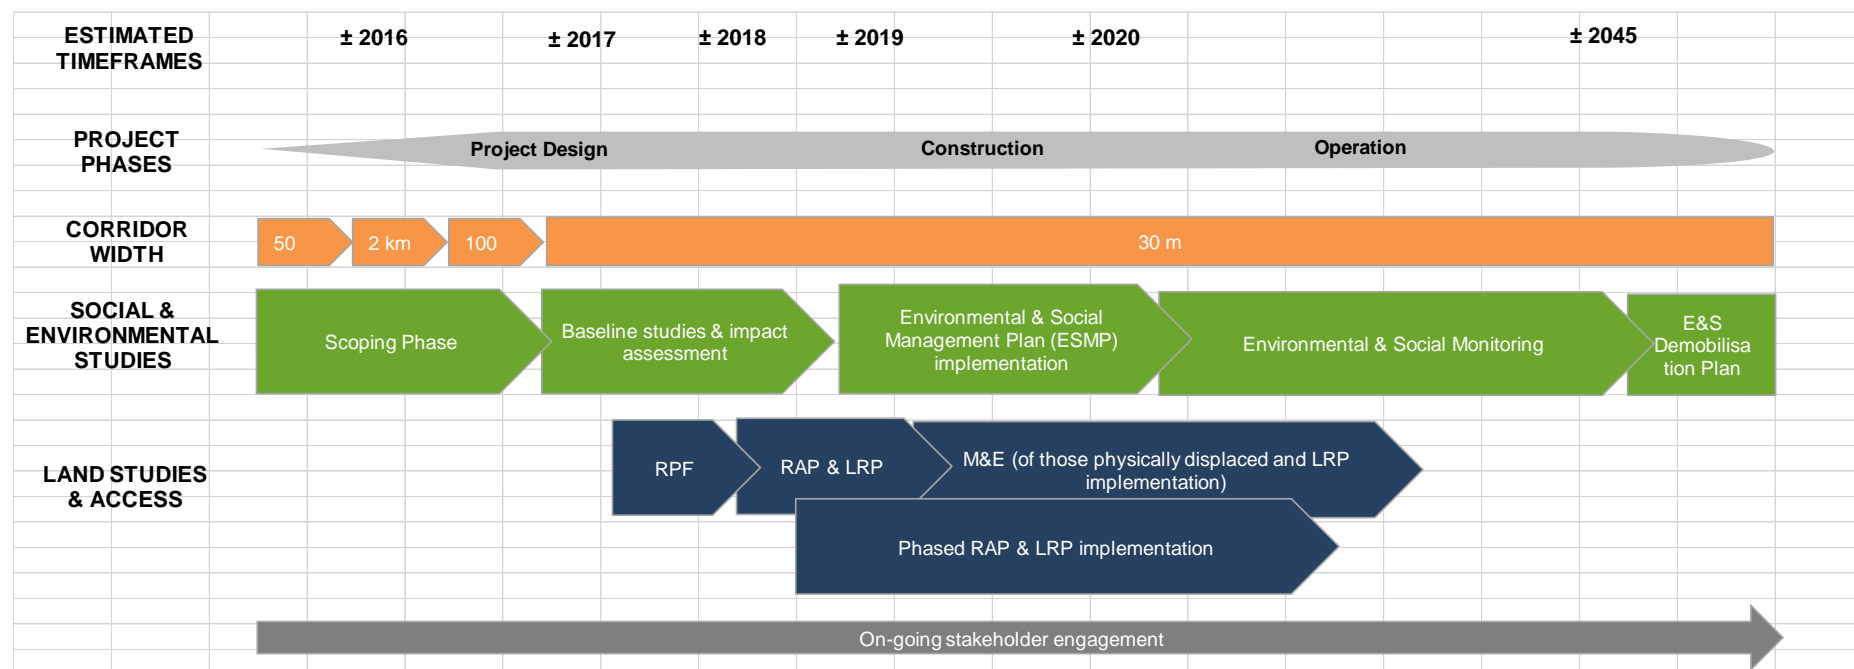 ESTIMATED
TIMEFRAMES
± 2016
± 2017
± 2018
± 2019
± 2020
± 2045
PROJECT
PHASES
Project Design
Construction
Operation
CORRIDOR
WIDTH
50
2 km
100
30 m
SOCIAL &
ENVIRONMENTAL
STUDIES
Scoping Phase
Baseline studies & impact
assessment
Environmental & Social
Management Plan (ESMP)
implementation
Environmental & Social Monitoring
E&S
Demobilisa
tion Plan
LAND STUDIES
& ACCESS
RPF
RAP & LRP
M&E (of those physically displaced and LRP
implementation)
Phased RAP & LRP implementation
On-going stakeholder engagement